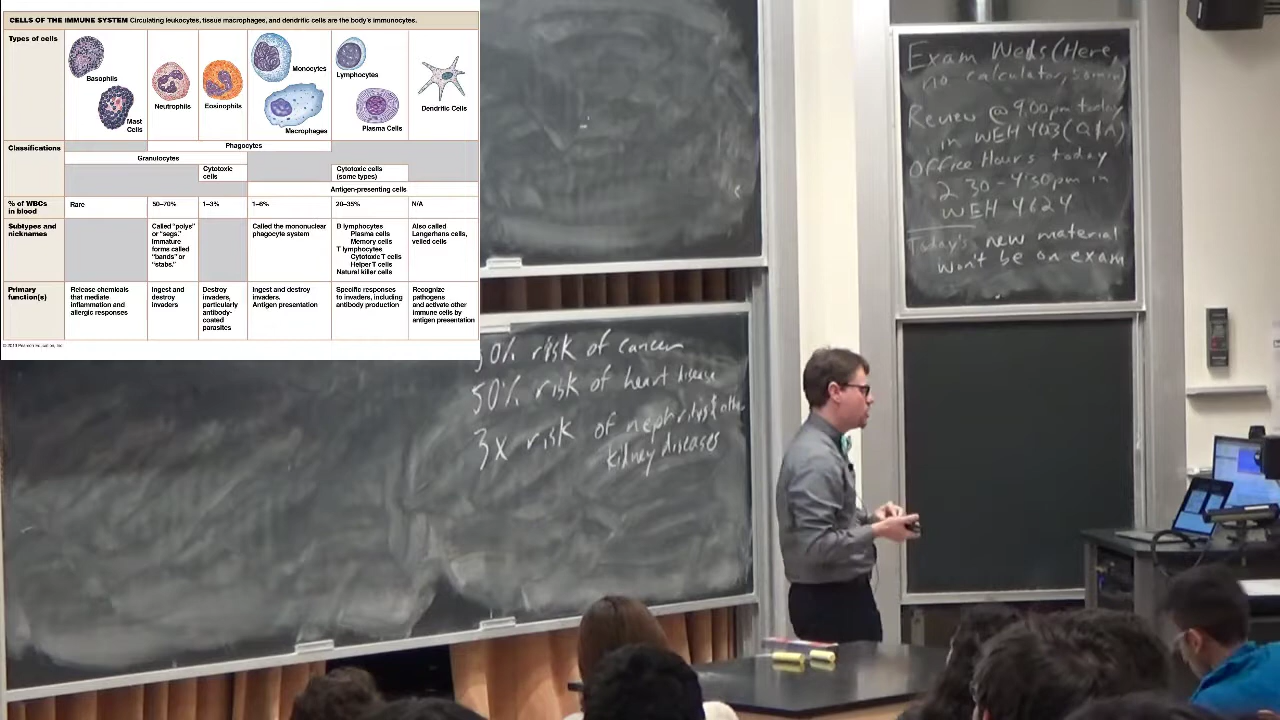 CELLS OF THE IMMUNE SYSTEM Circulating leukocytes, tissue macrophages, and dendritic cells are the body's immunocytes.
Types of cells
Basophils
Mast
Cells
Neutrophils
Eosinophils
Monocytes
Macrophages
Lymphocytes
Plasma Cells
Dendritic Cells
Classifications
Phagocytes
Granulocytes
Cytotoxic
cells
Cytotoxic cells
(some types)
Antigen-presenting cells
% of WBCs
in blood
Rare
50–70%
1–3%
1–6%
20–35%
N/A
Subtypes and
nicknames
Called "polys"
or "segs."
Immature
forms called
"bands" or
"stabs."
Called the mononuclear
phagocyte system
B lymphocytes
Plasma cells
Memory cells
T lymphocytes
Cytotoxic T cells
Helper T cells
Natural killer cells
Also called
Langerhans cells,
veiled cells
Primary
function(s)
Release chemicals
that mediate
inflammation and
allergic responses
Ingest and
destroy
invaders
Destroy
invaders,
particularly
antibody-
coated
parasites
Ingest and destroy
invaders.
Antigen presentation
Specific responses
to invaders, including
antibody production
Recognize
pathogens
and activate other
immune cells by
antigen presentation
© 2013 Pearson Education, Inc.
0% risk of cancer
50% risk of heart disease
3x risk of nephritys & other
kidney diseases
Exam Weds (Here,
no calculator, 50min)
Review @ 9:00pm today
in WEH 7403 (Q&A)
Office Hours today
2:30-4:30pm in
WEH 4624
Today's new material
won't be on exam